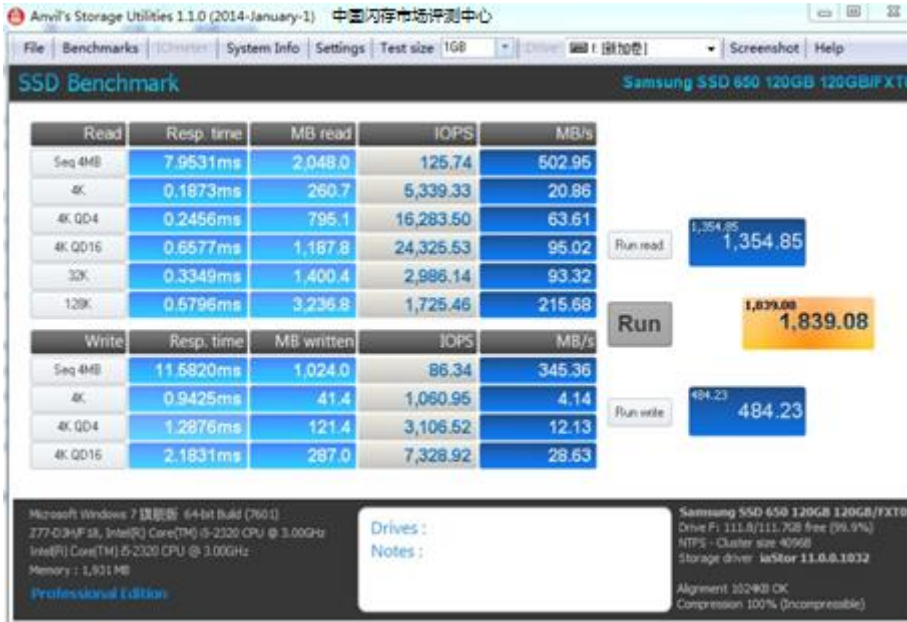 Anvil's Storage Utilities 1.1.0 (2014-January-1) 中国闪存市场评测中心
File Benchmarks System Info Settings Test size 1GB Drive [新加卷] Screenshot Help
SSD Benchmark Samsung SSD 650 120GB 120GB/FXT0
Read Resp. time MB read IOPS MB/s
Seq 4MB 7.9531ms 2,048.0 125.74 502.95
4K 0.1873ms 260.7 5,339.33 20.86
4K QD4 0.2456ms 795.1 16,283.50 63.61
4K QD16 0.6577ms 1,187.8 24,325.53 95.02
32K 0.3349ms 1,400.4 2,986.14 93.32
128K 0.5796ms 3,236.8 1,725.46 215.68
Run read 1,354.85 1,354.85
Run 1,839.08 1,839.08
Write Resp. time MB written IOPS MB/s
Seq 4MB 11.5820ms 1,024.0 86.34 345.36
4K 0.9425ms 41.4 1,060.95 4.14
4K QD4 1.2876ms 121.4 3,106.52 12.13
4K QD16 2.1831ms 287.0 7,328.92 28.63
Run write 484.23 484.23
Microsoft Windows 7 旗舰版 64-bit Build (7601)
Z77-D3H/F18, Intel(R) Core(TM) i5-2320 CPU @ 3.00GHz
Intel(R) Core(TM) i5-2320 CPU @ 3.00GHz
Memory : 1,931 MB
Professional Edition
Drives :
Notes :
Samsung SSD 650 120GB 120GB/FXT0
Drive F: 111.8/111.7GB free (99.9%)
NTFS - Cluster size 4096B
Storage driver iaStor 11.0.0.1032
Alignment 1024KB OK
Compression 100% (Incompressible)